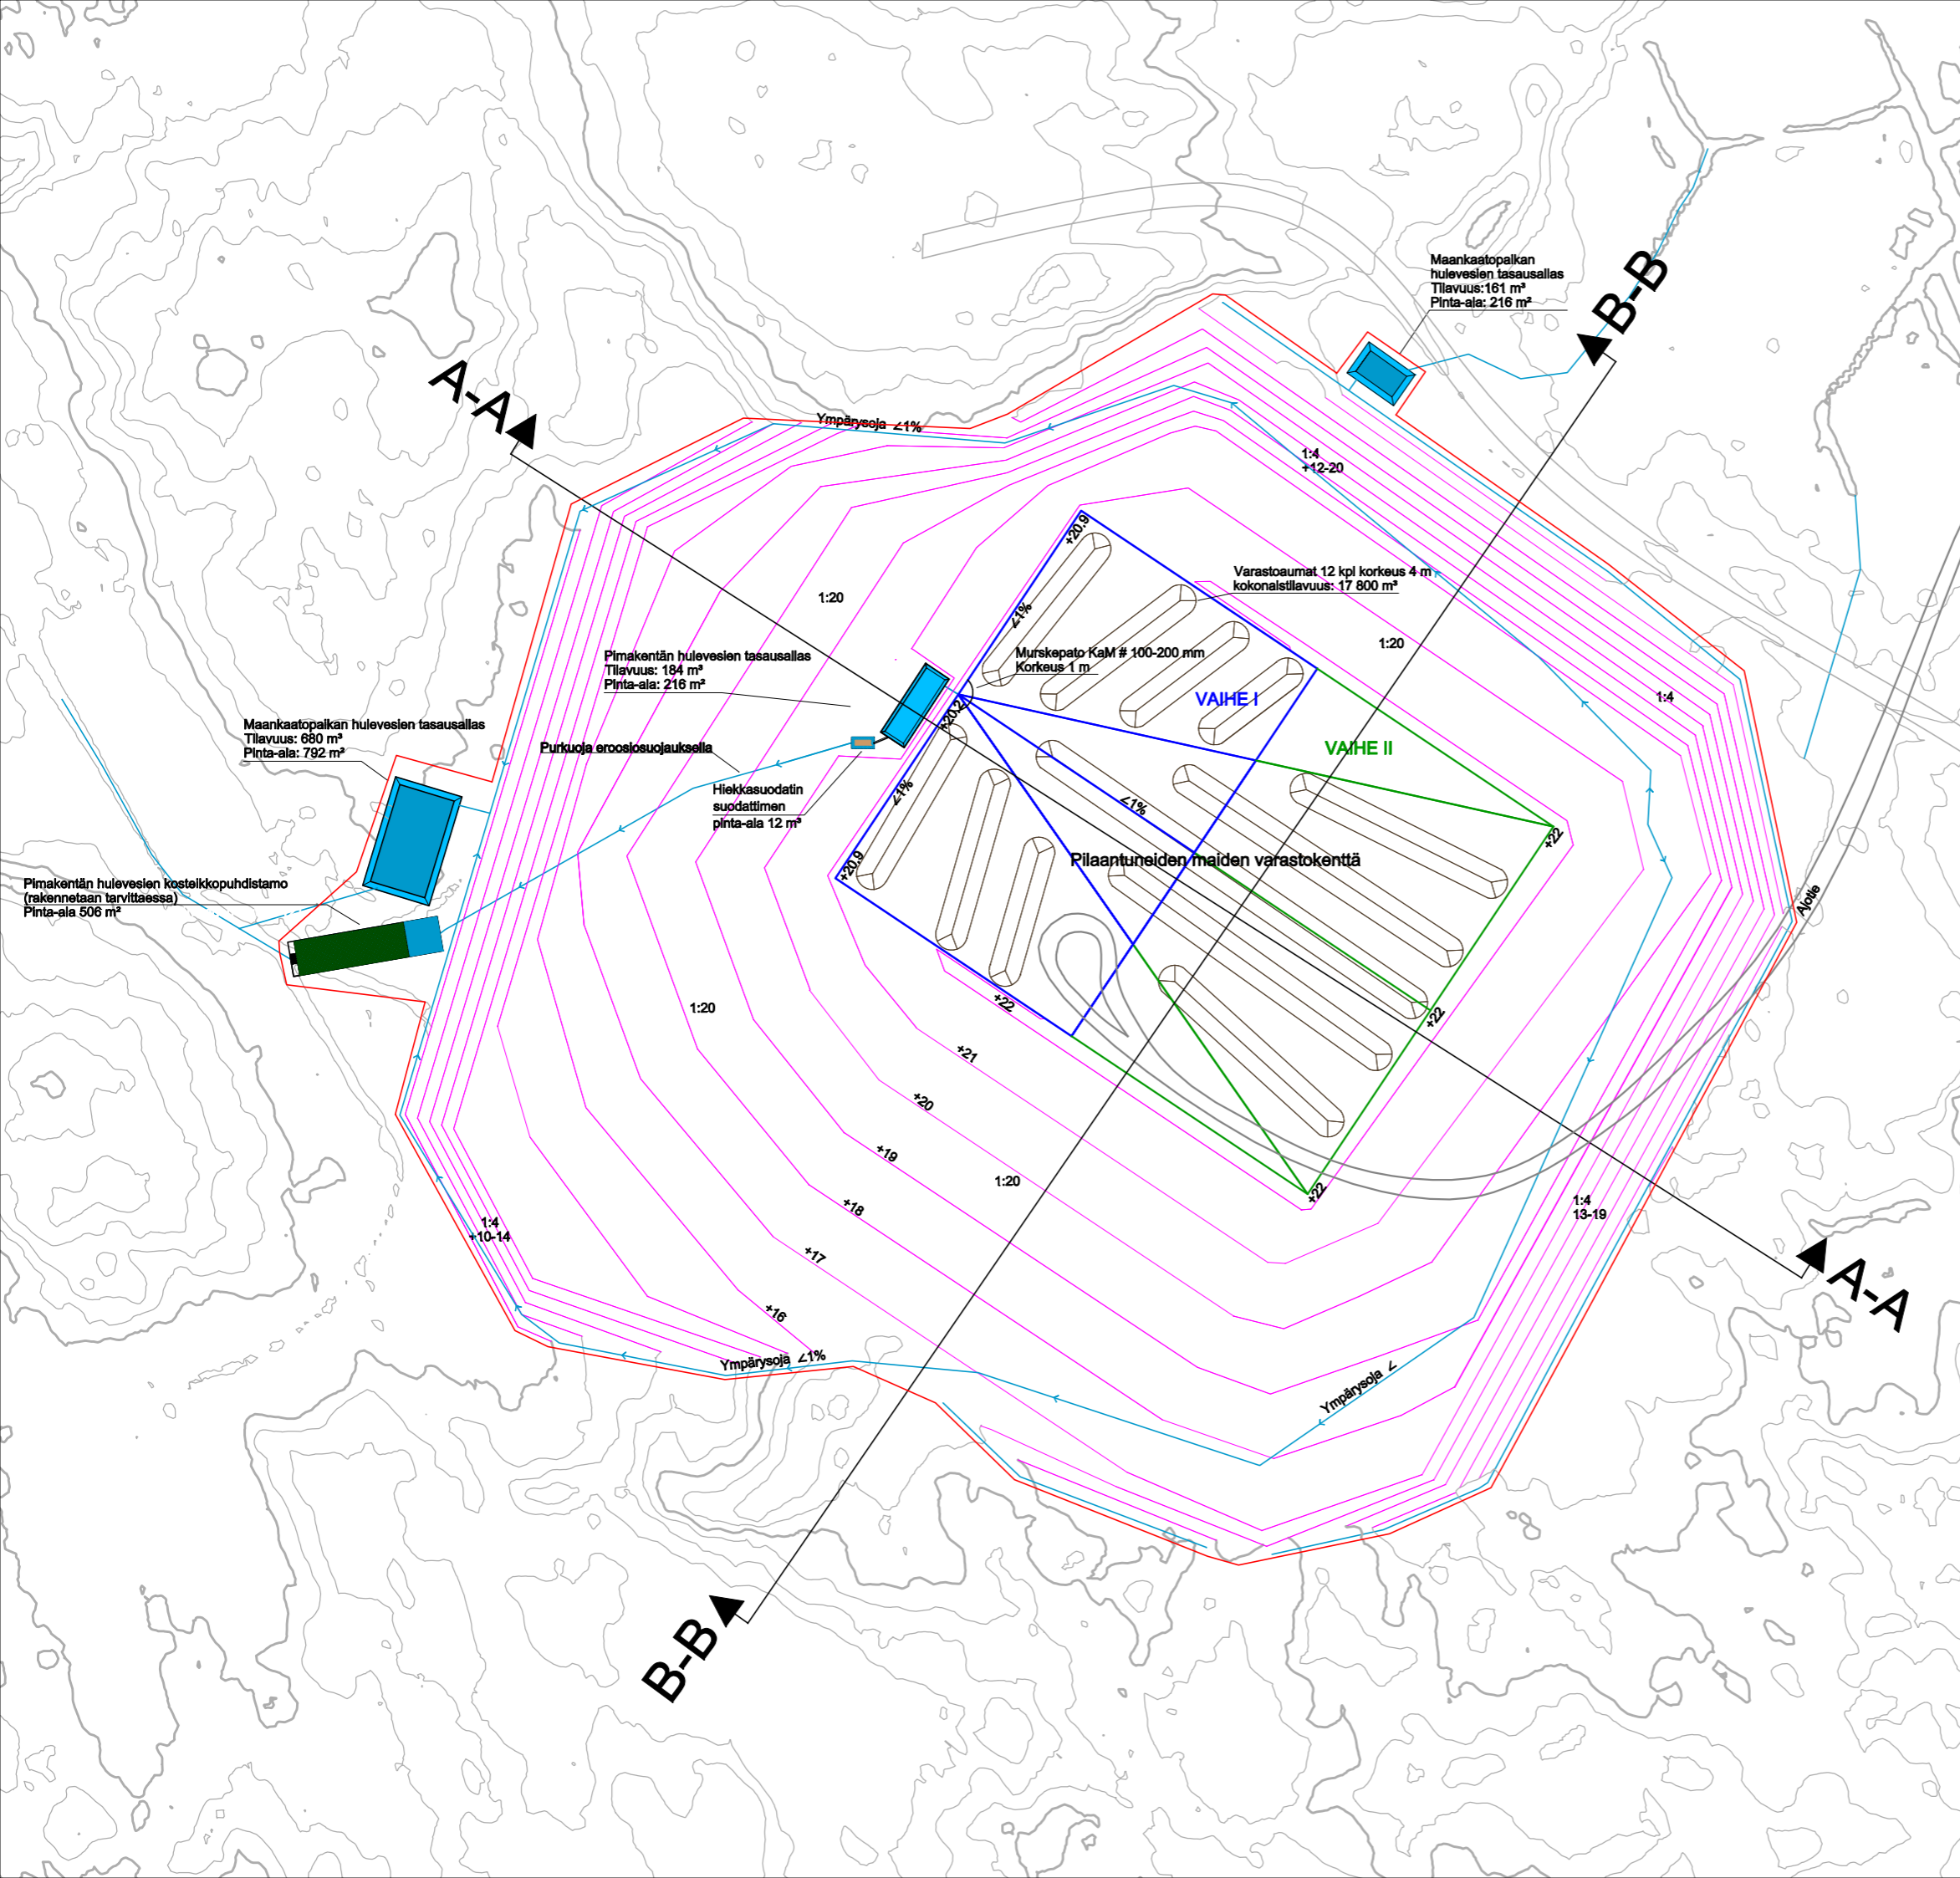 Maankaatopaikan
hulevesien tasausallas
Tilavuus:161 m³
Pinta-ala: 216 m²
B-B
A-A
Ympärysoja ∠1%
1:4
+12-20
+20.9
Varastoaumat 12 kpl korkeus 4 m
kokonaistilavuus: 17 800 m³
1:20
∠1%
1:20
Murskepato KaM # 100-200 mm
Korkeus 1 m
Pimakentän hulevesien tasausallas
Tilavuus: 184 m³
Pinta-ala: 216 m²
VAIHE I
1:4
+20.2
Maankaatopaikan hulevesien tasausallas
Tilavuus: 680 m³
Pinta-ala: 792 m²
Purkuoja eroosiosuojauksella
VAIHE II
Hiekkasuodatin
suodattimen
pinta-ala 12 m²
∠1%
∠1%
+22
Pilaantuneiden maiden varastokenttä
+20.9
Pimakentän hulevesien kosteikkopuhdistamo
(rakennetaan tarvittaessa)
Pinta-ala 506 m²
Ajotie
1:20
+22
+22
+21
+20
+19
1:20
+22
+18
1:4
13-19
1:4
+10-14
+17
A-A
+16
Ympärysoja ∠1%
Ympärysoja ∠
B-B